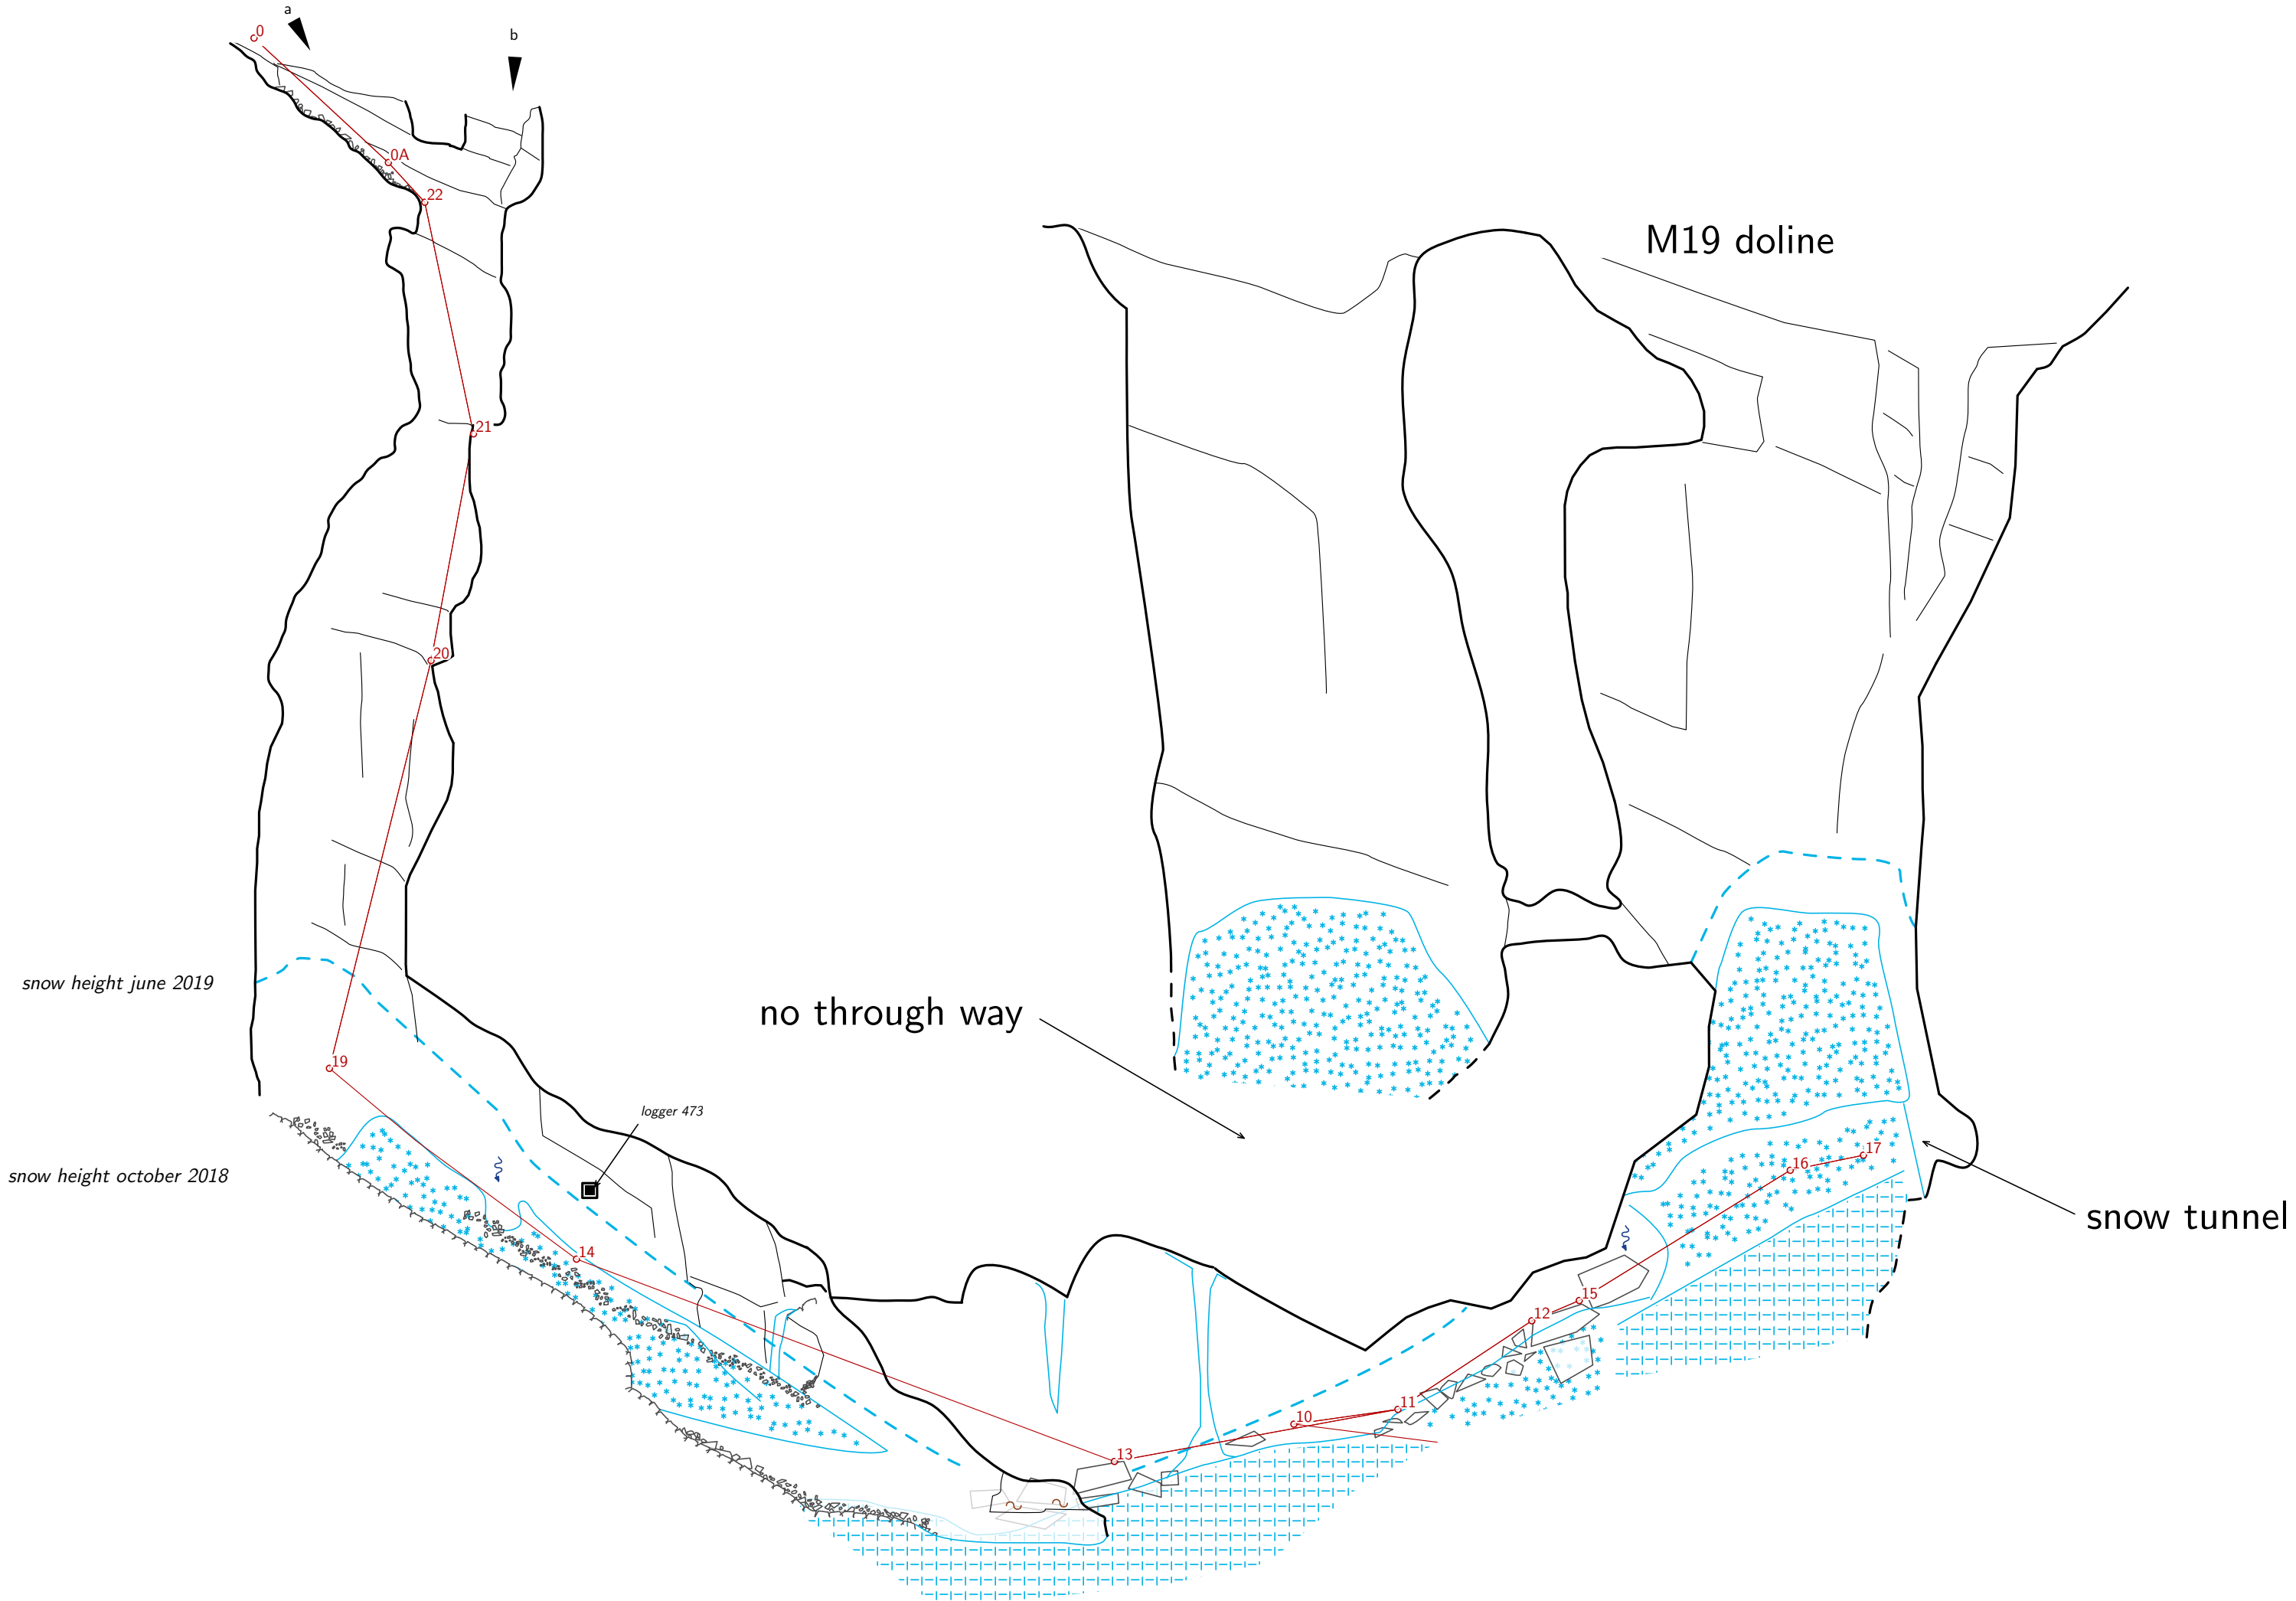 a
0
b
0A
22
M19 doline
21
20
snow height june 2019
no through way
19
logger 473
17
16
snow height october 2018
snow tunnel
14
15
12
11
10
13